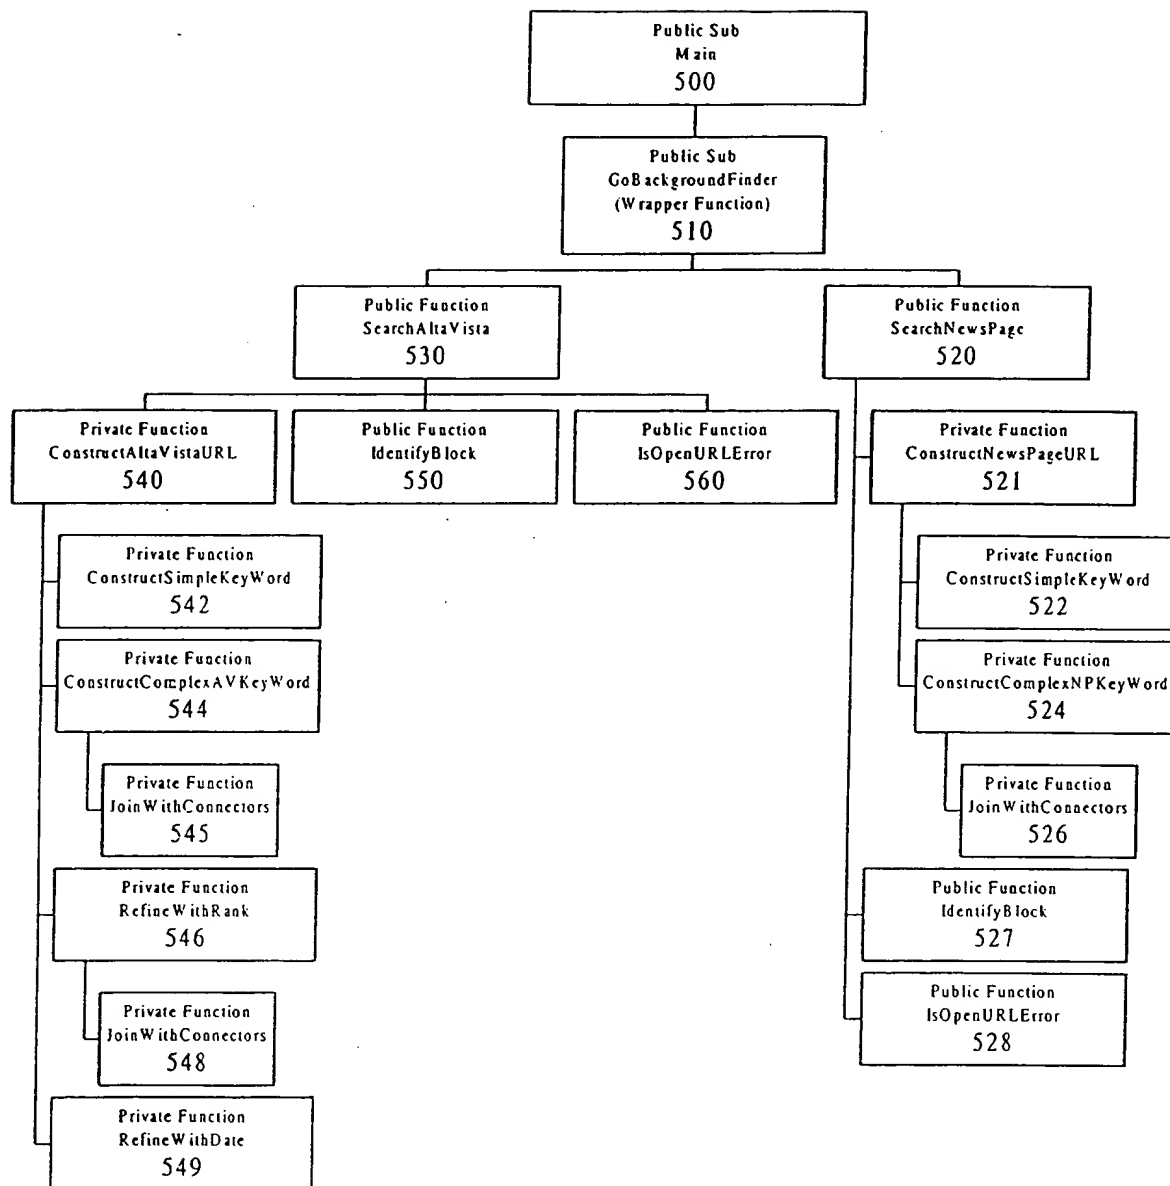 Public Sub
Main
500
Public Sub
GoBackgroundFinder
(Wrapper Function)
510
Public Function
SearchAltaVista
530
Public Function
SearchNewsPage
520
Private Function
ConstructAltaVistaURL
540
Public Function
IdentifyBlock
550
Public Function
IsOpenURLError
560
Private Function
ConstructNewsPageURL
521
Private Function
ConstructSimpleKeyWord
542
Private Function
ConstructSimpleKeyWord
522
Private Function
ConstructComplexAVKeyWord
544
Private Function
ConstructComplexNPKeyWord
524
Private Function
JoinWithConnectors
545
Private Function
JoinWithConnectors
526
Private Function
RefineWithRank
546
Public Function
IdentifyBlock
527
Private Function
JoinWithConnectors
548
Public Function
IsOpenURLError
528
Private Function
RefineWithDate
549